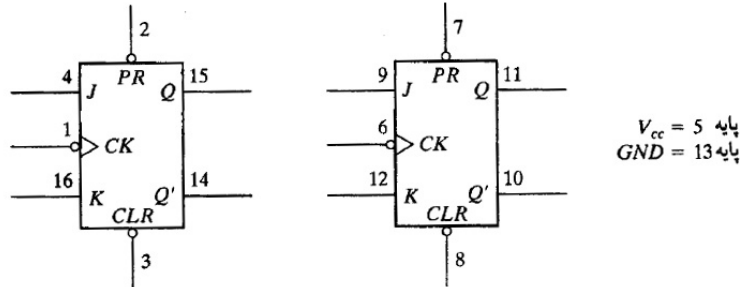 2
4 PR 15
J Q
1
CK
16 14
K Q'
CLR
3
7
9 PR 11
J Q
6
CK
12 10
K Q'
CLR
8
Vcc = 5 پایه
GND = 13 پایه